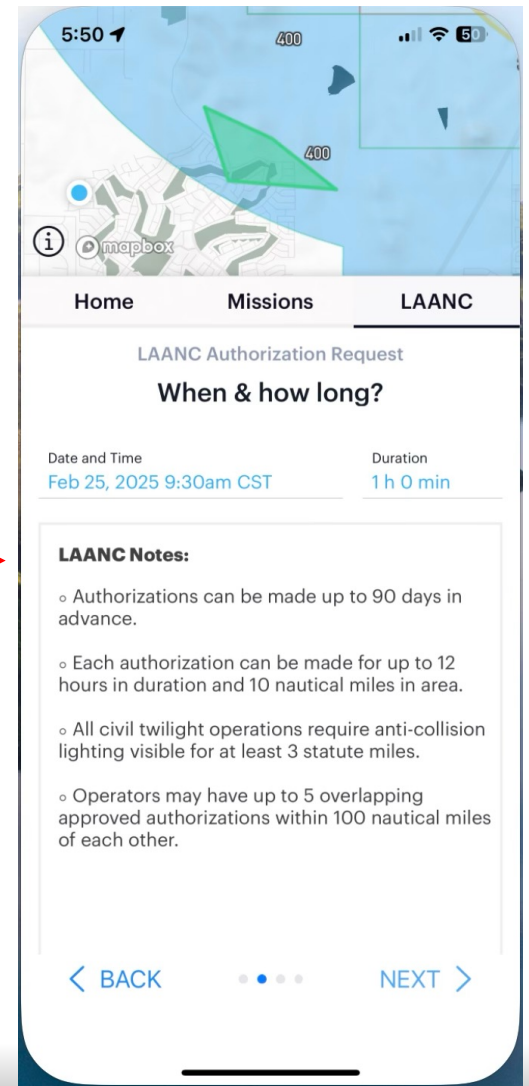 5:50
400
50
400
mapbox
Home Missions LAANC
LAANC Authorization Request
When & how long?
Date and Time Duration
Feb 25, 2025 9:30am CST 1 h 0 min
LAANC Notes:
◦ Authorizations can be made up to 90 days in
advance.
◦ Each authorization can be made for up to 12
hours in duration and 10 nautical miles in area.
◦ All civil twilight operations require anti-collision
lighting visible for at least 3 statute miles.
◦ Operators may have up to 5 overlapping
approved authorizations within 100 nautical miles
of each other.
< BACK NEXT >